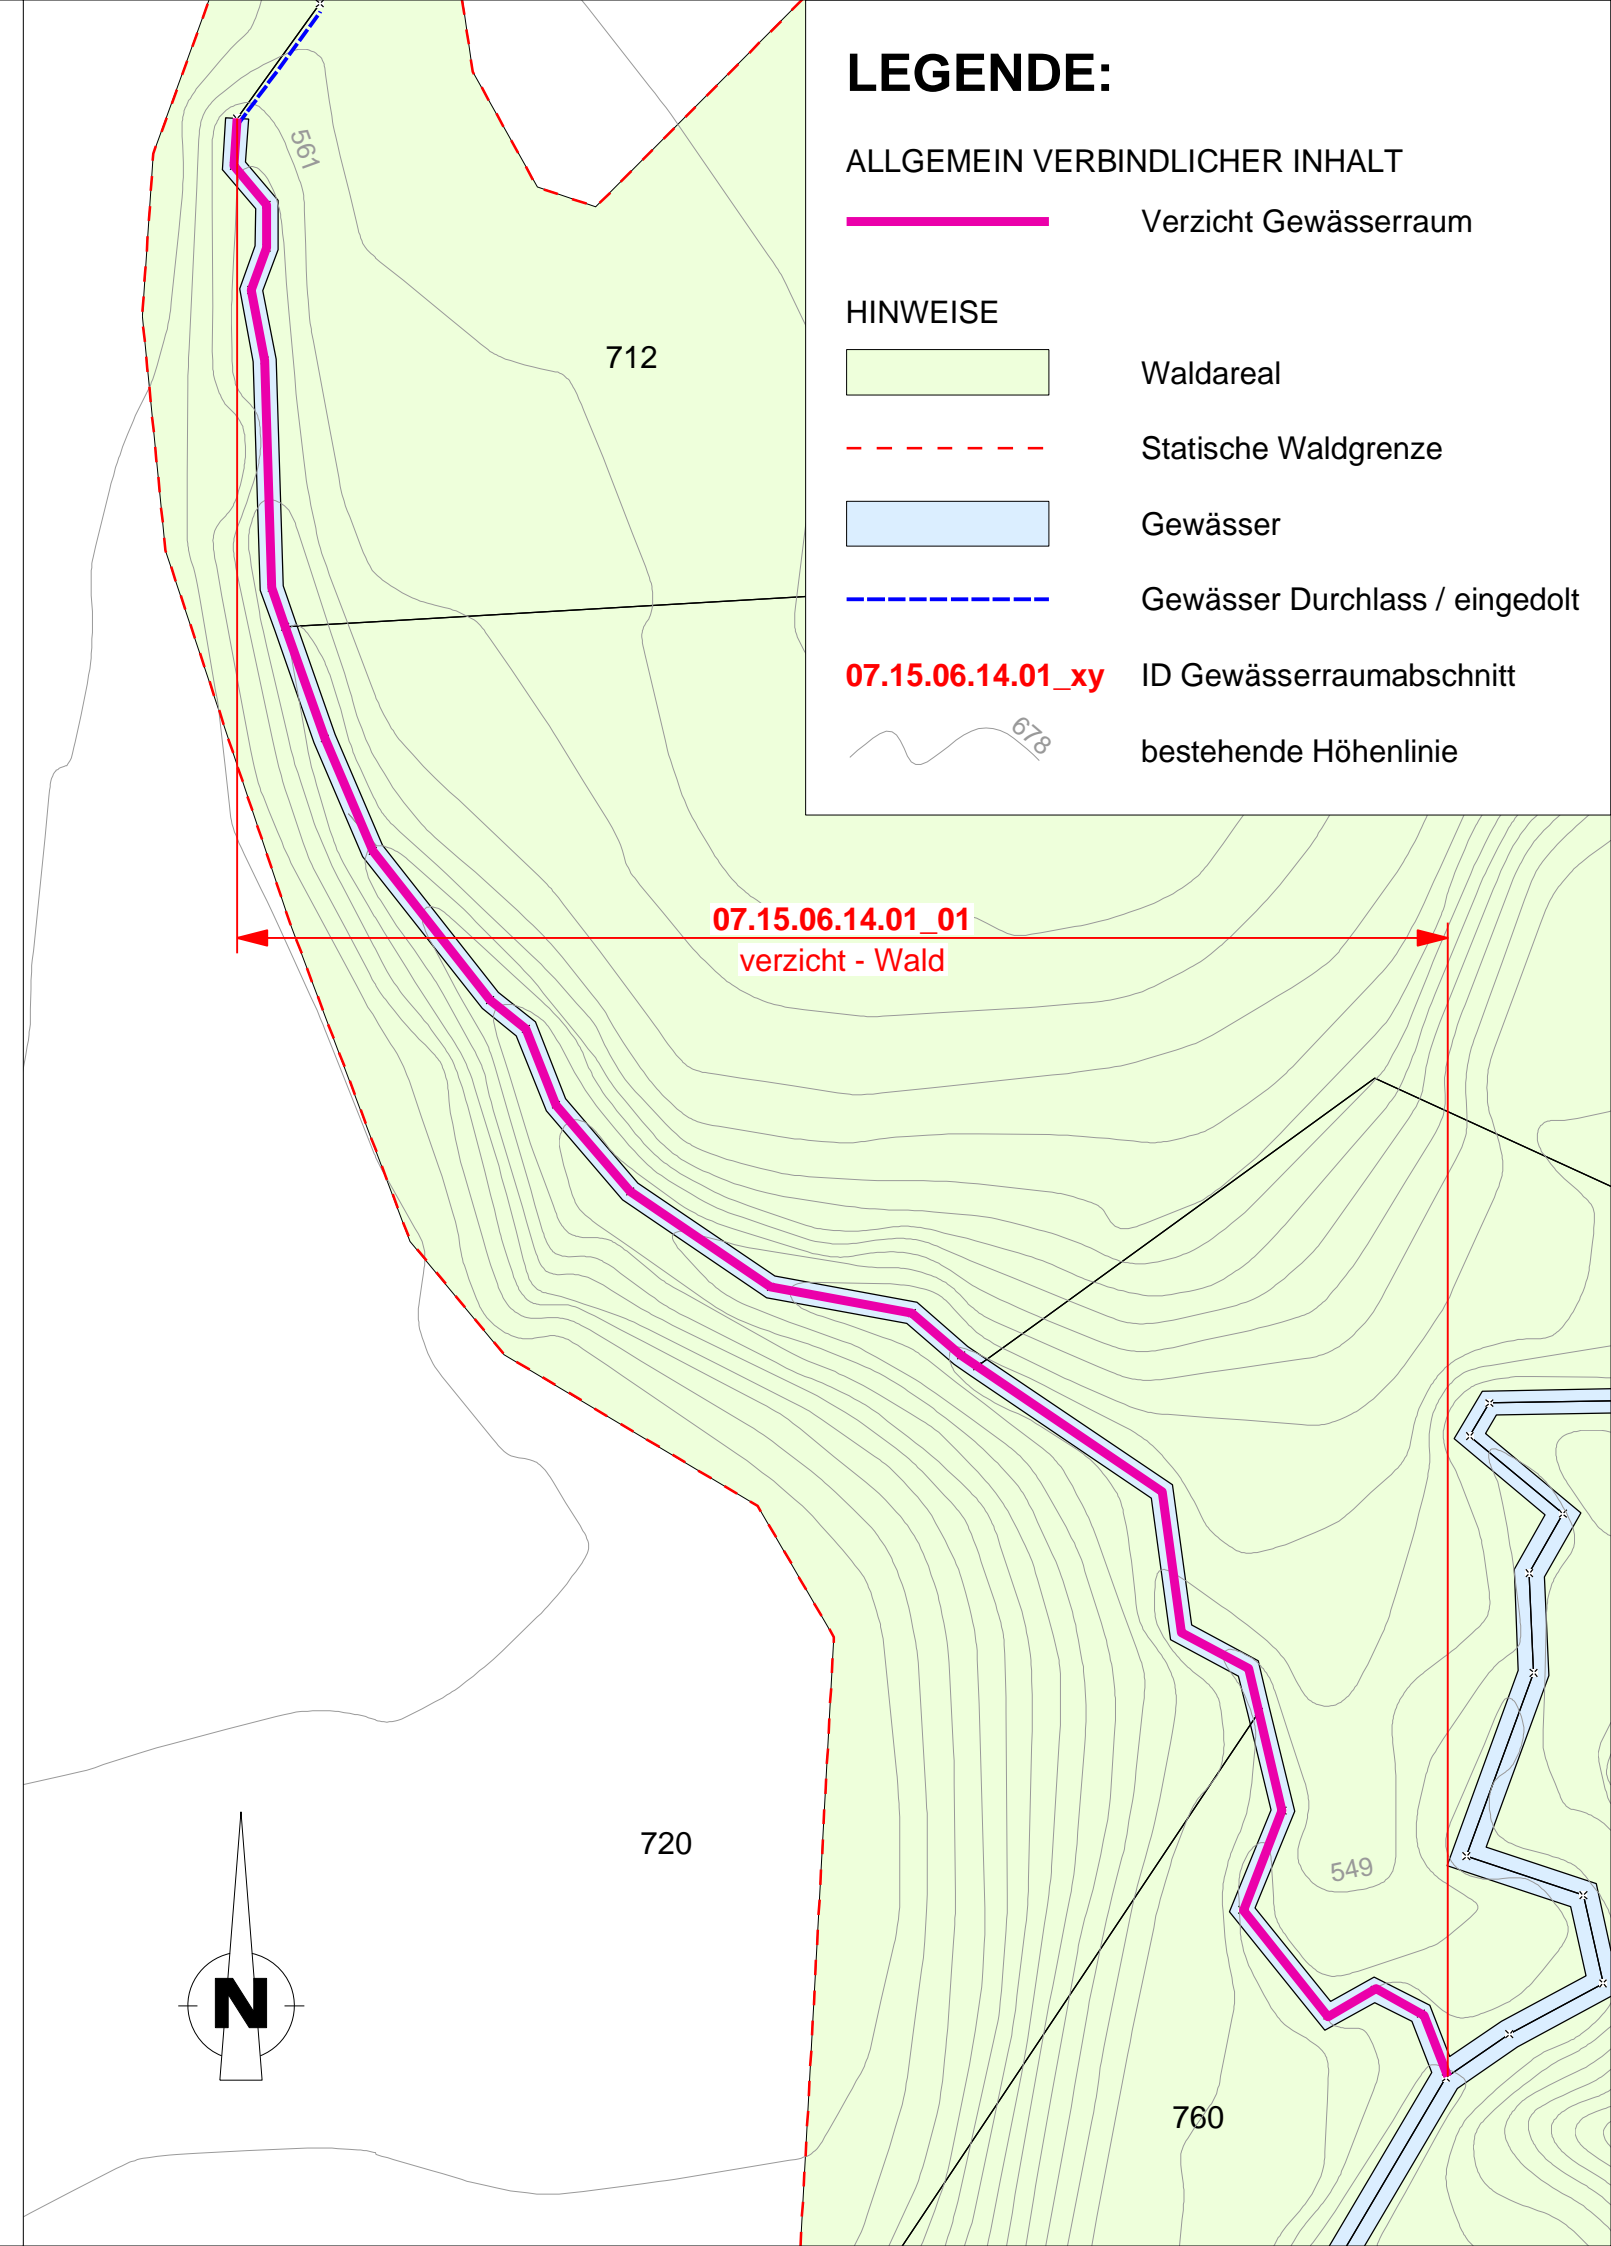 LEGENDE:
ALLGEMEIN VERBINDLICHER INHALT
Verzicht Gewässerraum
HINWEISE
Waldareal
Statische Waldgrenze
Gewässer
Gewässer Durchlass / eingedolt
07.15.06.14.01_xy ID Gewässerraumabschnitt
678 bestehende Höhenlinie
561
712
07.15.06.14.01_01
verzicht - Wald
720
549
N
760